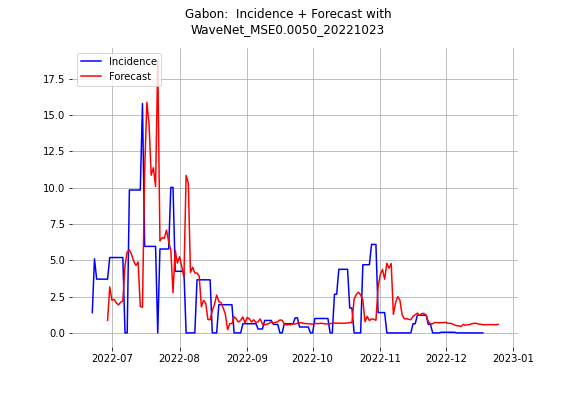 Gabon:  Incidence + Forecast with
WaveNet_MSE0.0050_20221023
Incidence
Forecast
17.5
15.0
12.5
10.0
7.5
5.0
2.5
0.0
2022-07 2022-08 2022-09 2022-10 2022-11 2022-12 2023-01